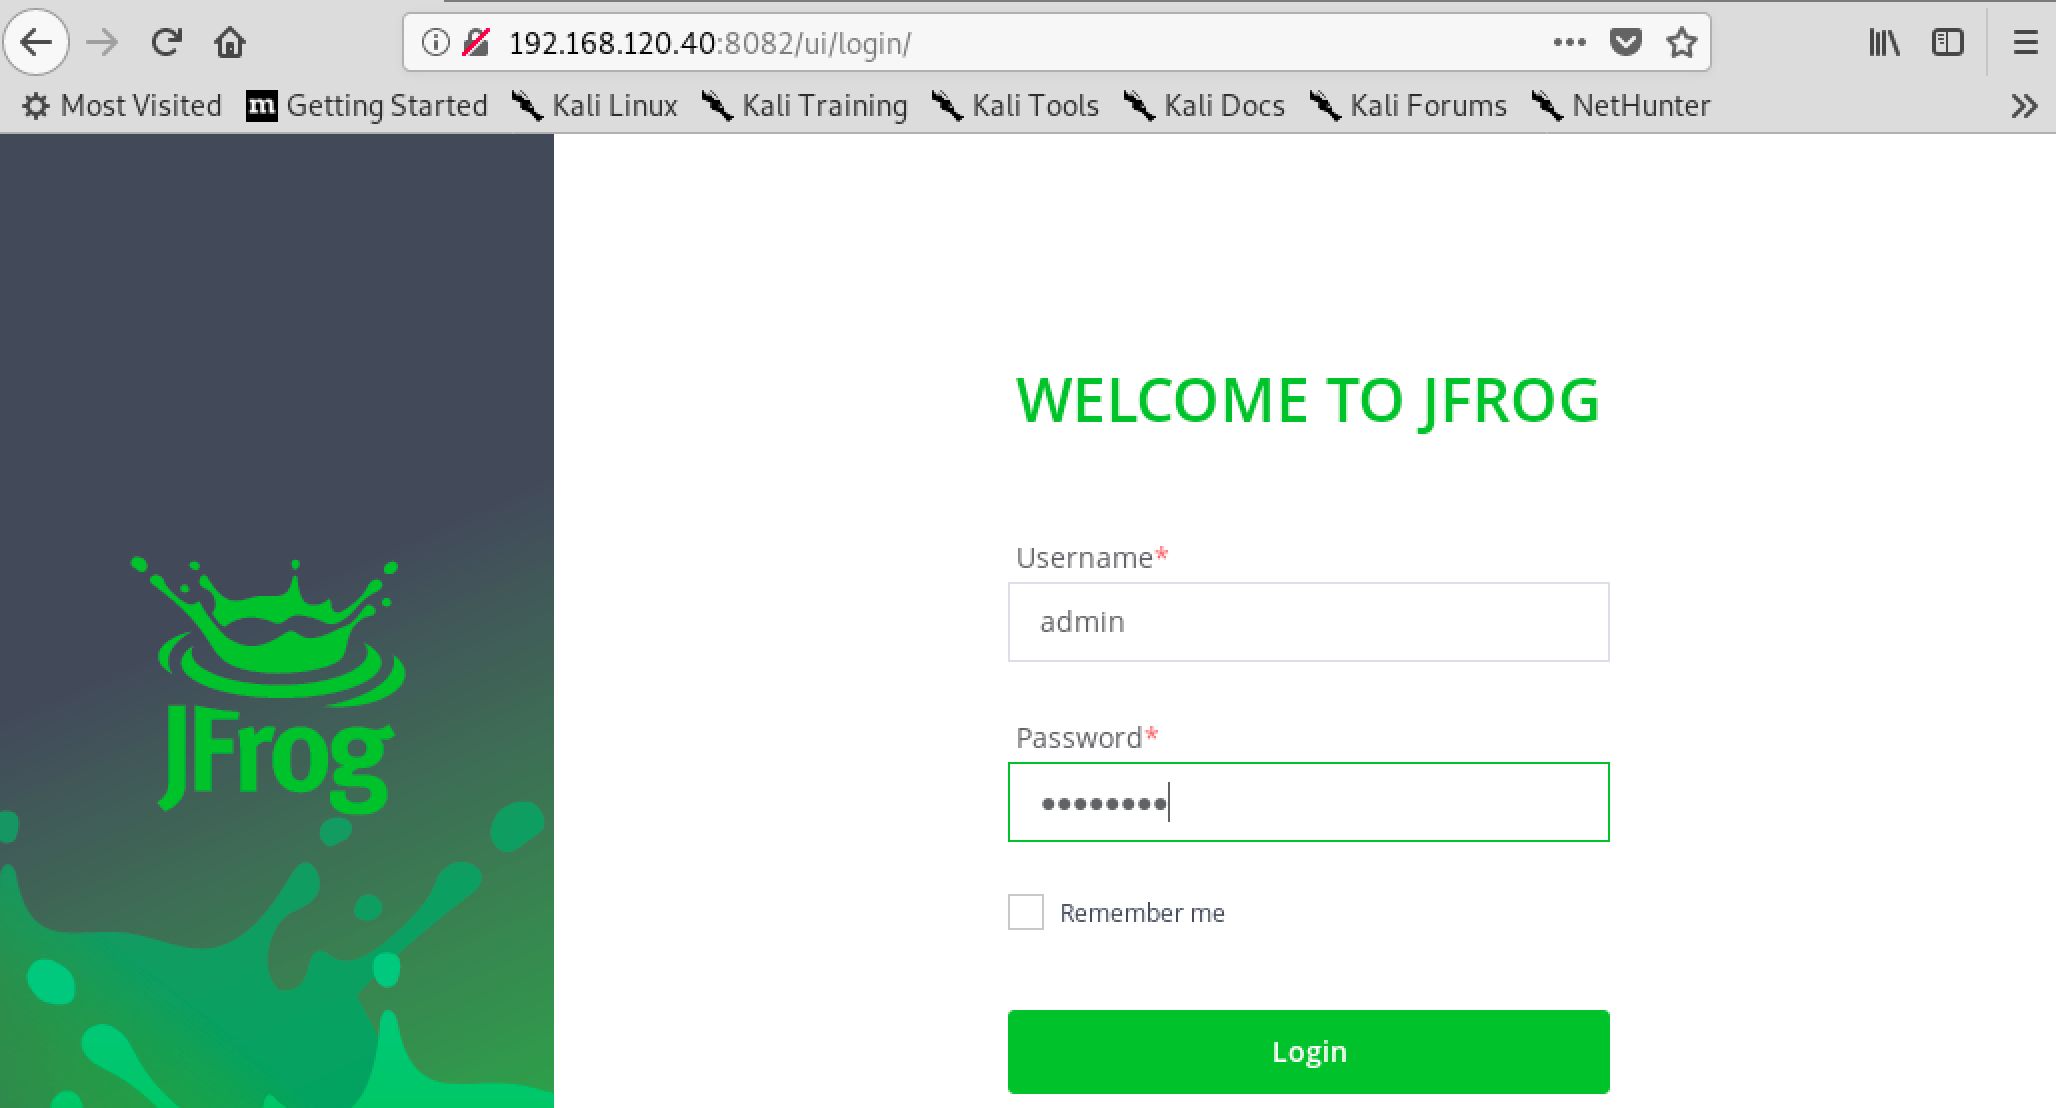 192.168.120.40:8082/ui/login/
Most Visited m Getting Started Kali Linux Kali Training Kali Tools Kali Docs Kali Forums NetHunter
WELCOME TO JFROG
Username*
admin
JFrog
Password*
••••••••
Remember me
Login